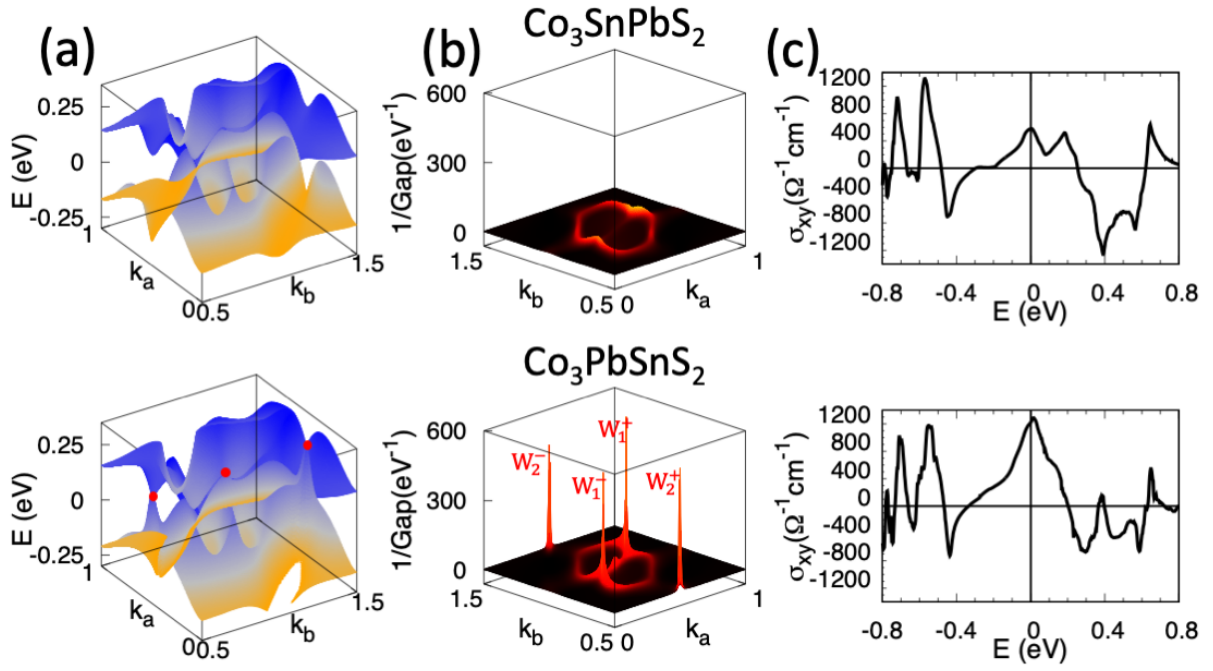 (a)
(b)
(c)
Co3SnPbS2
E (eV)
0.25
0
-0.25
1
ka
00.5
kb
1.5
1/Gap(eV-1)
600
300
0
1.5
kb
0.5 0
ka
1
σxy(Ω-1cm-1)
1200
800
400
0
-400
-800
-1200
-0.8 -0.4 0 0.4 0.8
E (eV)
Co3PbSnS2
E (eV)
0.25
0
-0.25
1
ka
00.5
kb
1.5
1/Gap(eV-1)
600
300
0
W2-
W1-
W1+
W2+
1.5
kb
0.5 0
ka
1
σxy(Ω-1cm-1)
1200
800
400
0
-400
-800
-1200
-0.8 -0.4 0 0.4 0.8
E (eV)